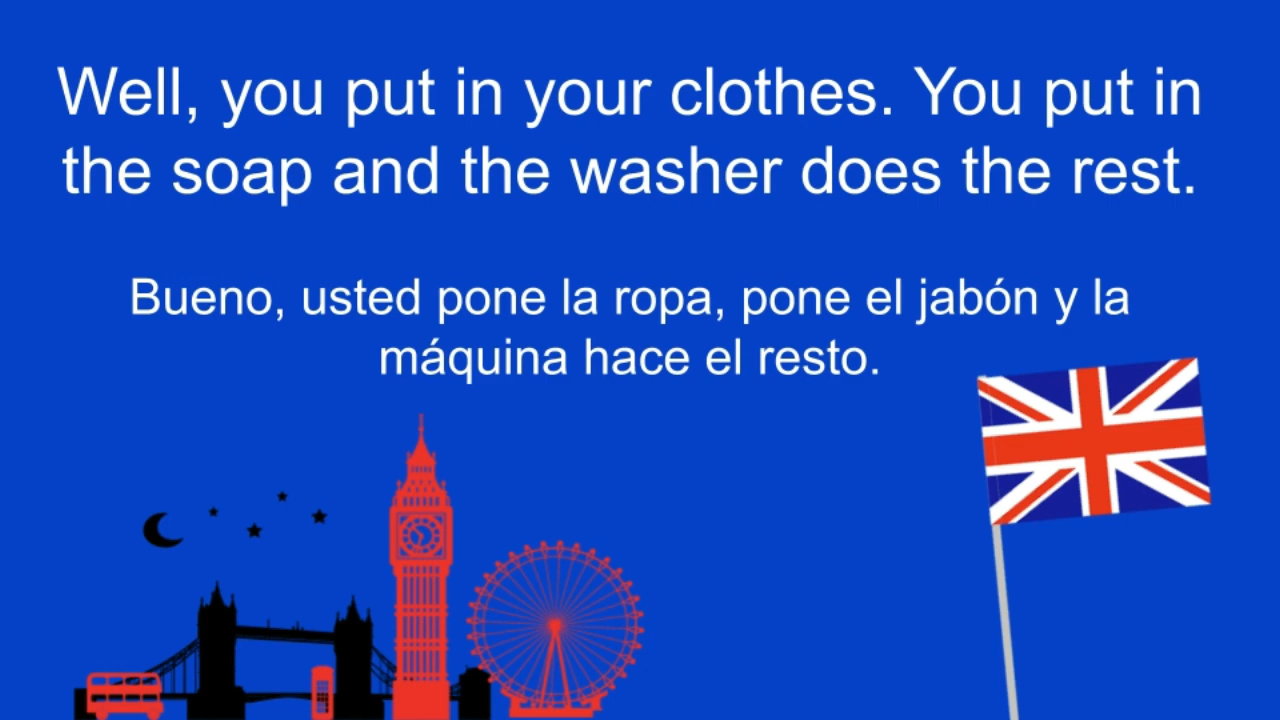 Well, you put in your clothes. You put in
the soap and the washer does the rest.
Bueno, usted pone la ropa, pone el jabón y la
máquina hace el resto.